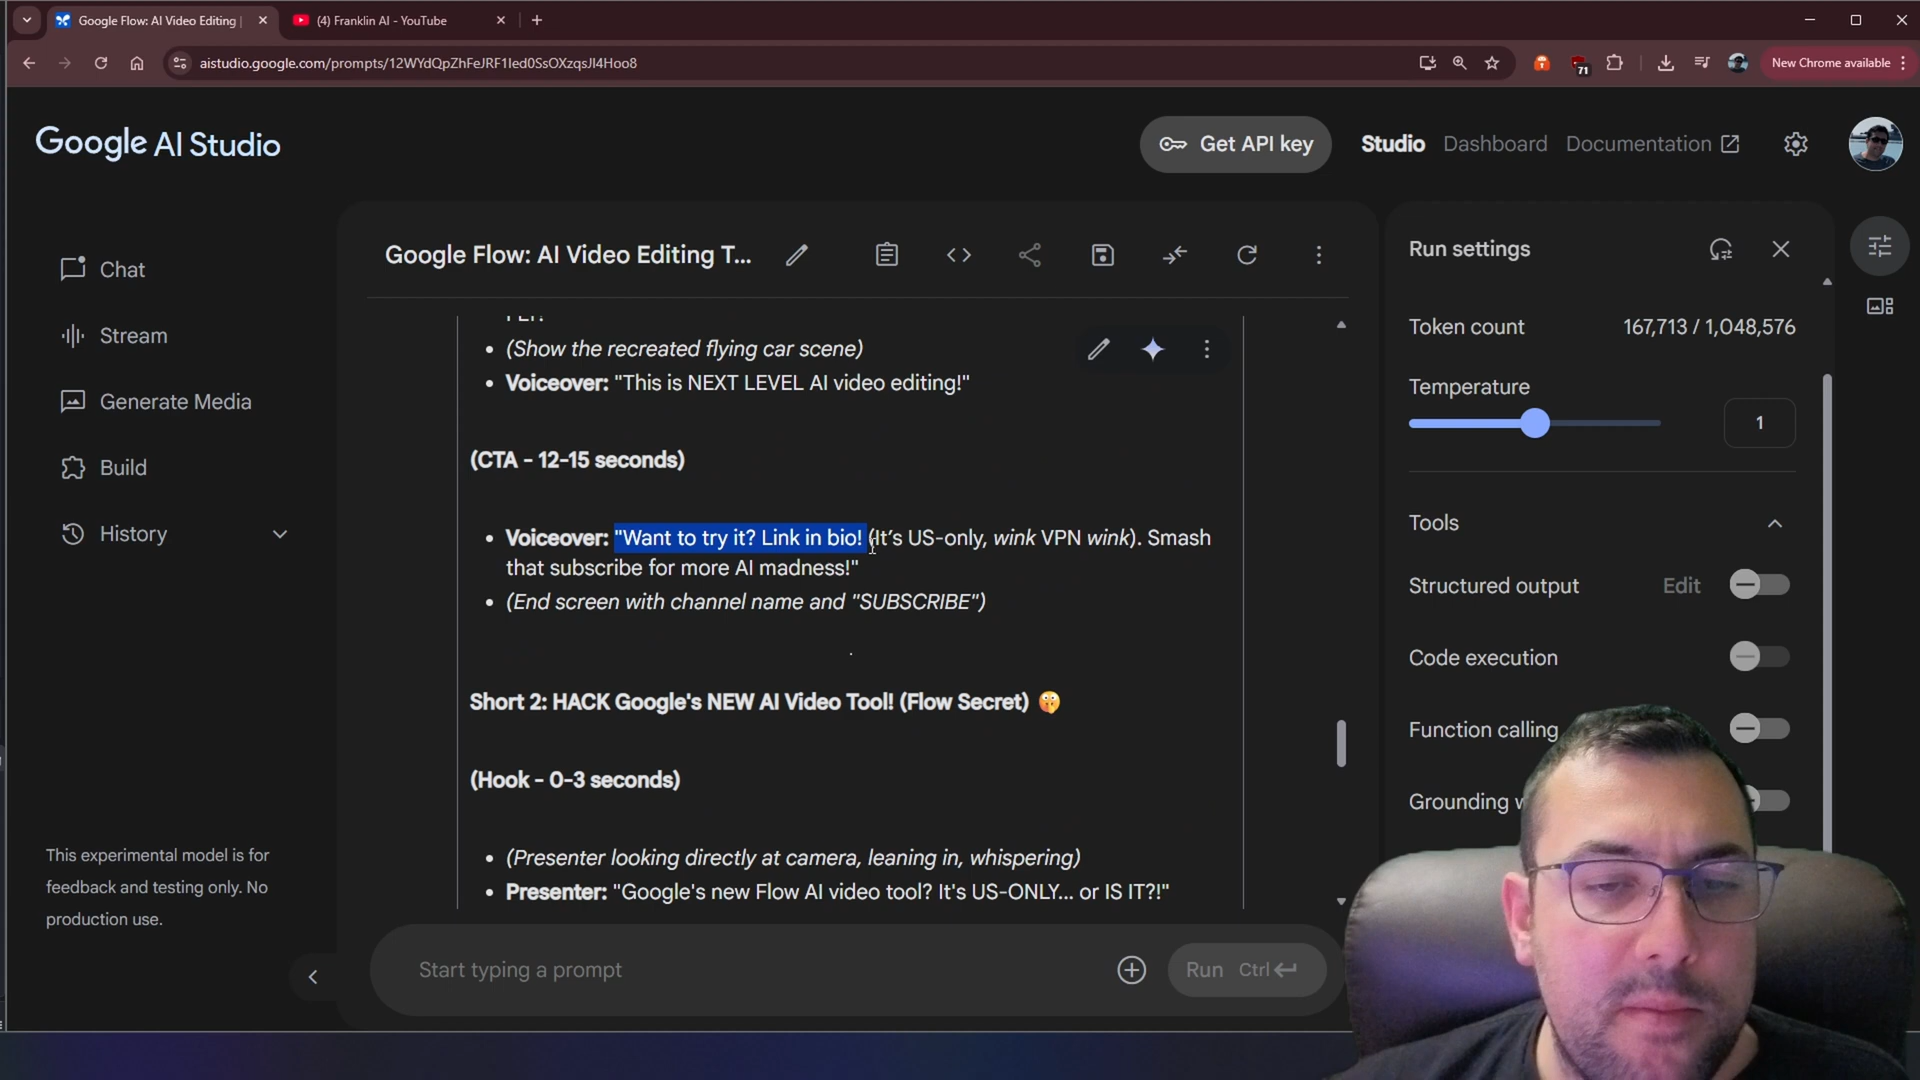 Google Flow: AI Video Editing |
(4) Franklin AI - YouTube
aistudio.google.com/prompts/12WYdQpZhFeJRF1Ied0SsOXzqsJI4Hoo8
71
New Chrome available
Google AI Studio
Get API key
Studio
Dashboard
Documentation
Chat
Stream
Generate Media
Build
History
This experimental model is for
feedback and testing only. No
production use.
Google Flow: AI Video Editing T...
• (Show the recreated flying car scene)
• Voiceover: "This is NEXT LEVEL AI video editing!"
(CTA - 12-15 seconds)
• Voiceover: "Want to try it? Link in bio! (It's US-only, wink VPN wink). Smash
that subscribe for more AI madness!"
• (End screen with channel name and "SUBSCRIBE")
Short 2: HACK Google's NEW AI Video Tool! (Flow Secret) 🤫
(Hook - 0-3 seconds)
• (Presenter looking directly at camera, leaning in, whispering)
• Presenter: "Google's new Flow AI video tool? It's US-ONLY... or IS IT?!"
Start typing a prompt
Run Ctrl
Run settings
Token count 167,713 / 1,048,576
Temperature
1
Tools
Structured output Edit
Code execution
Function calling
Grounding